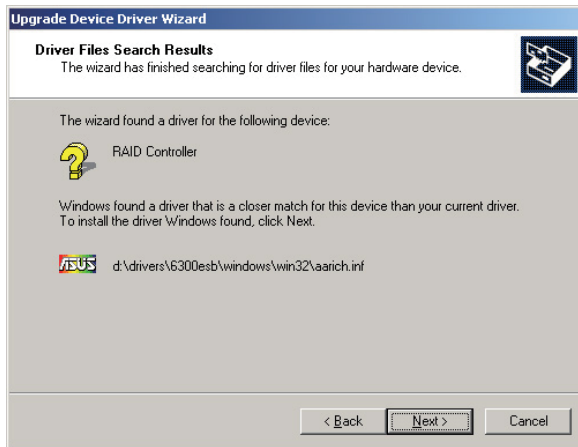 Upgrade Device Driver Wizard
Driver Files Search Results
The wizard has finished searching for driver files for your hardware device.
The wizard found a driver for the following device:
RAID Controller
Windows found a driver that is a closer match for this device than your current driver.
To install the driver Windows found, click Next.
ASUS d:\drivers\6300esb\windows\win32\aarich.inf
< Back Next > Cancel